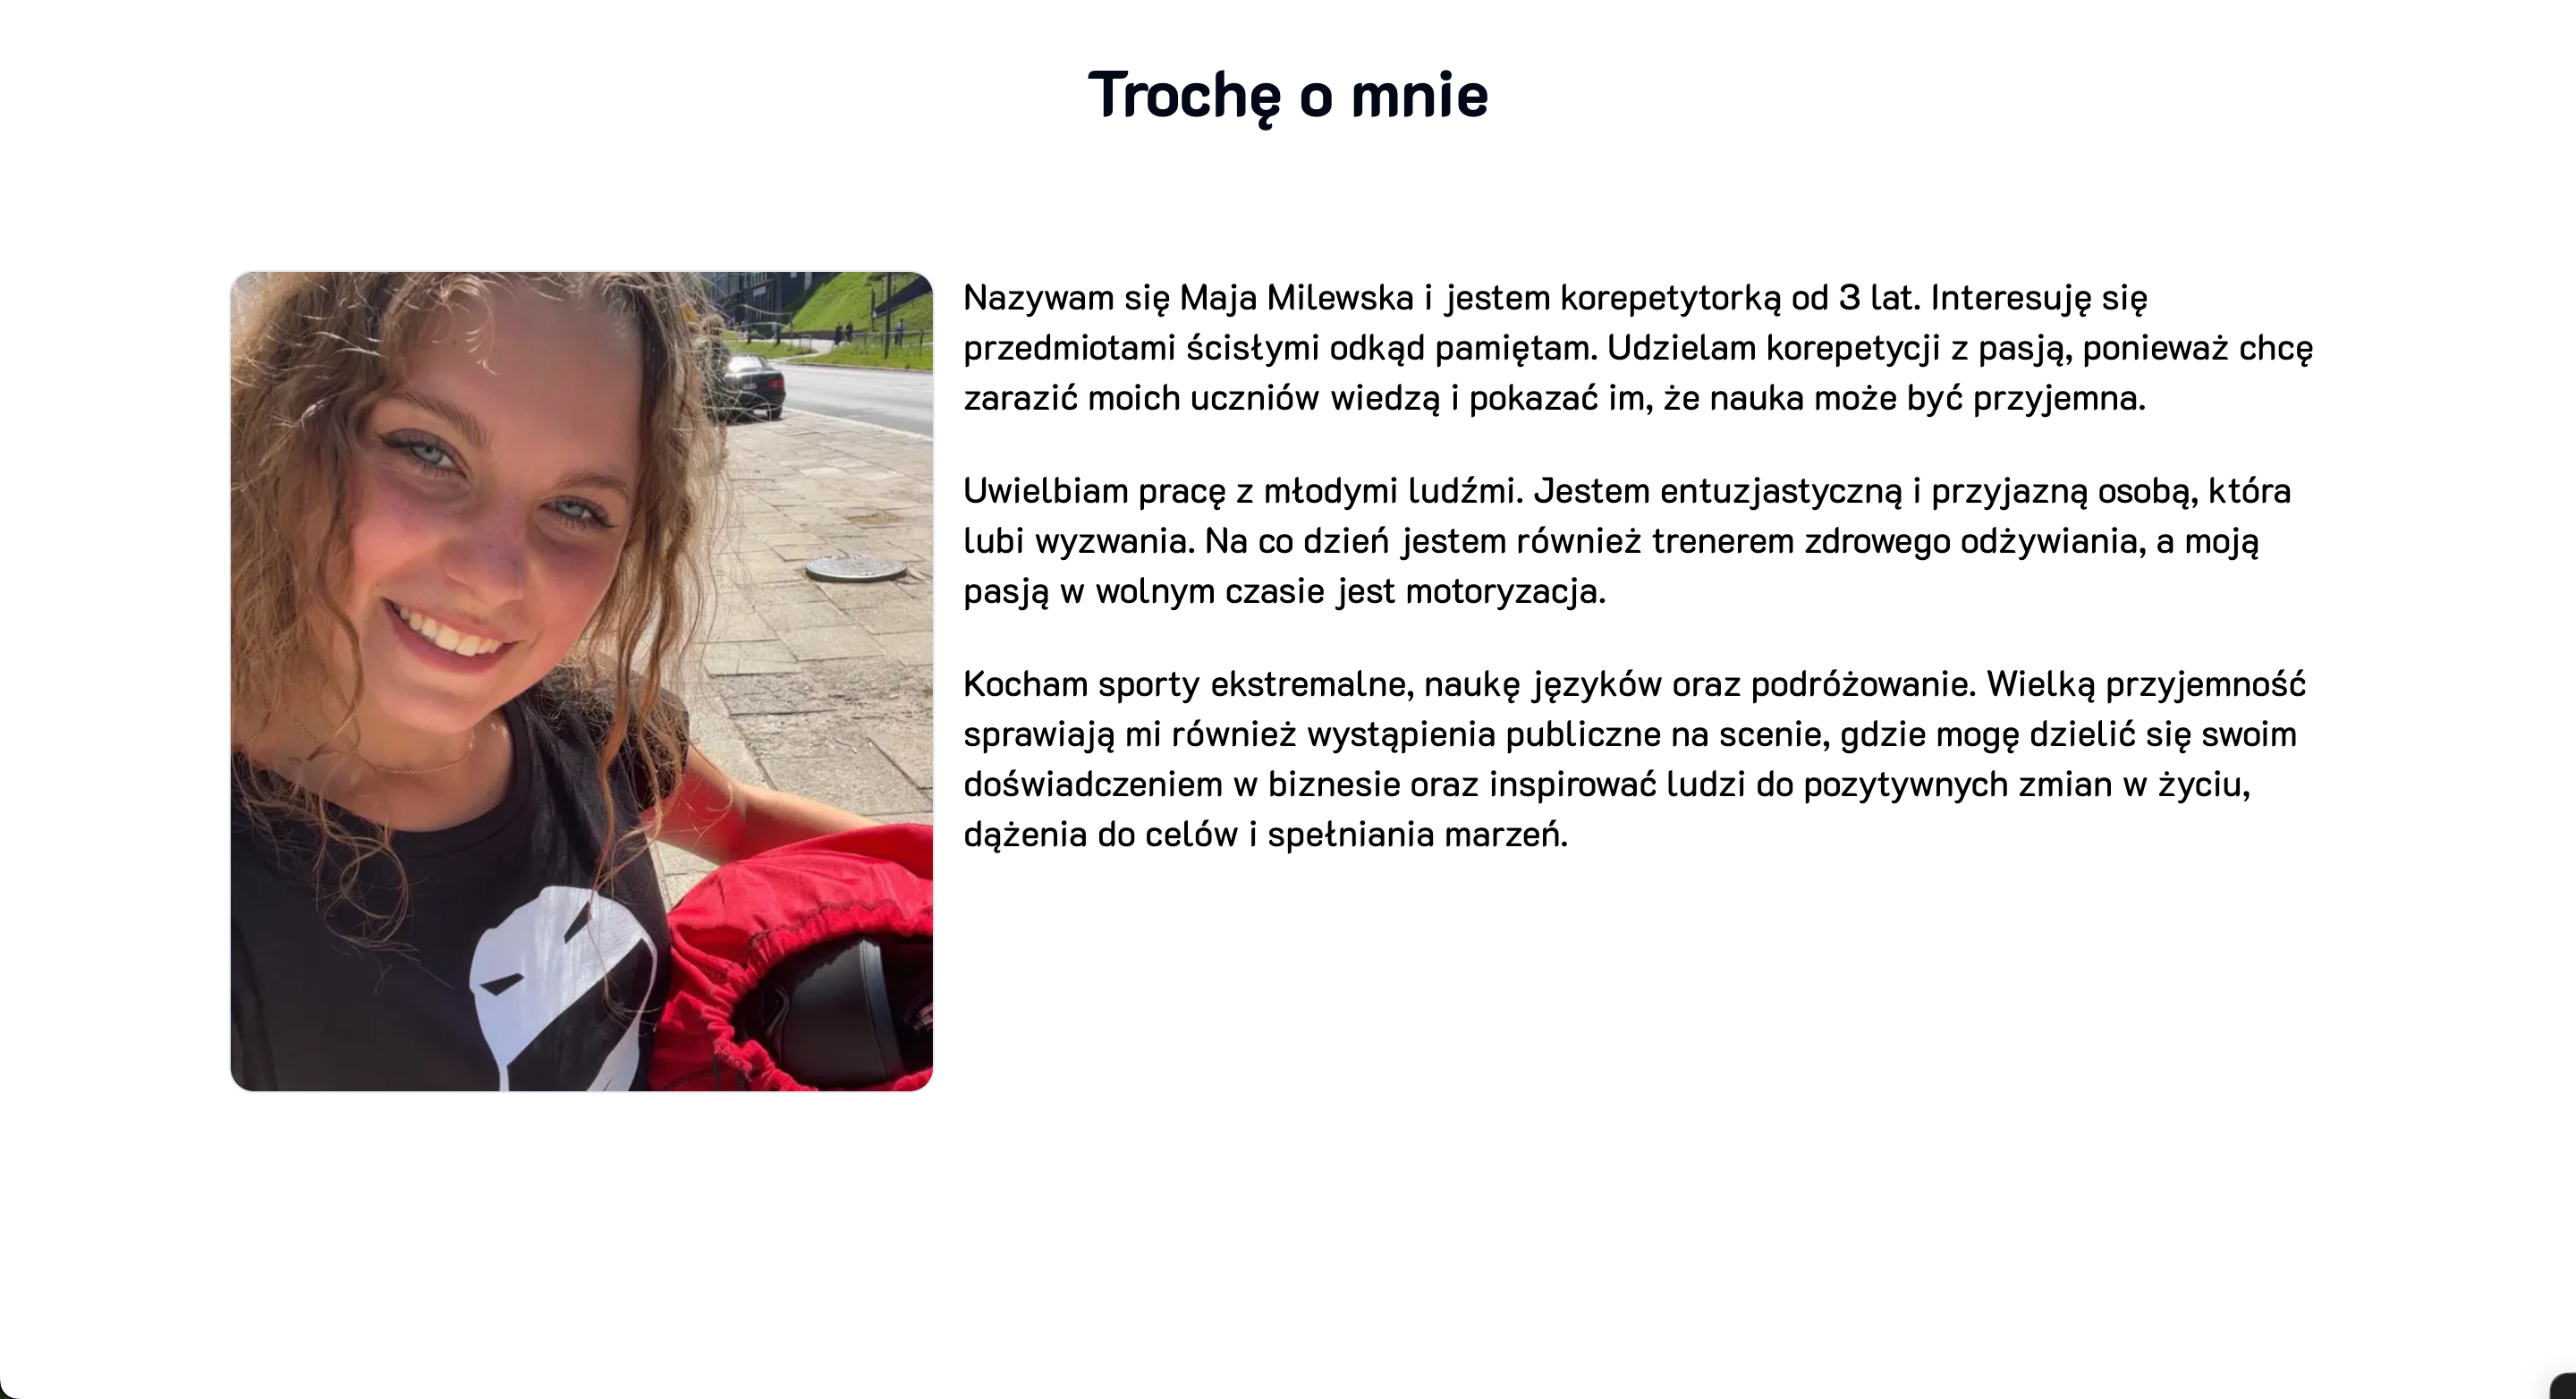 Trochę o mnie
Nazywam się Maja Milewska i jestem korepetytorką od 3 lat. Interesuję się
przedmiotami ścisłymi odkąd pamiętam. Udzielam korepetycji z pasją, ponieważ chcę
zarazić moich uczniów wiedzą i pokazać im, że nauka może być przyjemna.
Uwielbiam pracę z młodymi ludźmi. Jestem entuzjastyczną i przyjazną osobą, która
lubi wyzwania. Na co dzień jestem również trenerem zdrowego odżywiania, a moją
pasją w wolnym czasie jest motoryzacja.
Kocham sporty ekstremalne, naukę języków oraz podróżowanie. Wielką przyjemność
sprawiają mi również wystąpienia publiczne na scenie, gdzie mogę dzielić się swoim
doświadczeniem w biznesie oraz inspirować ludzi do pozytywnych zmian w życiu,
dążenia do celów i spełniania marzeń.